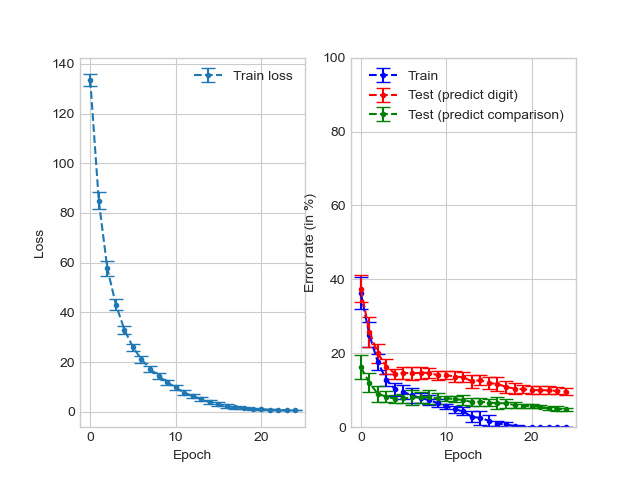 Train loss
140
120
100
80
60
40
20
0
Loss
0 10 20
Epoch
Train
Test (predict digit)
Test (predict comparison)
100
80
60
40
20
0
Error rate (in %)
0 10 20
Epoch